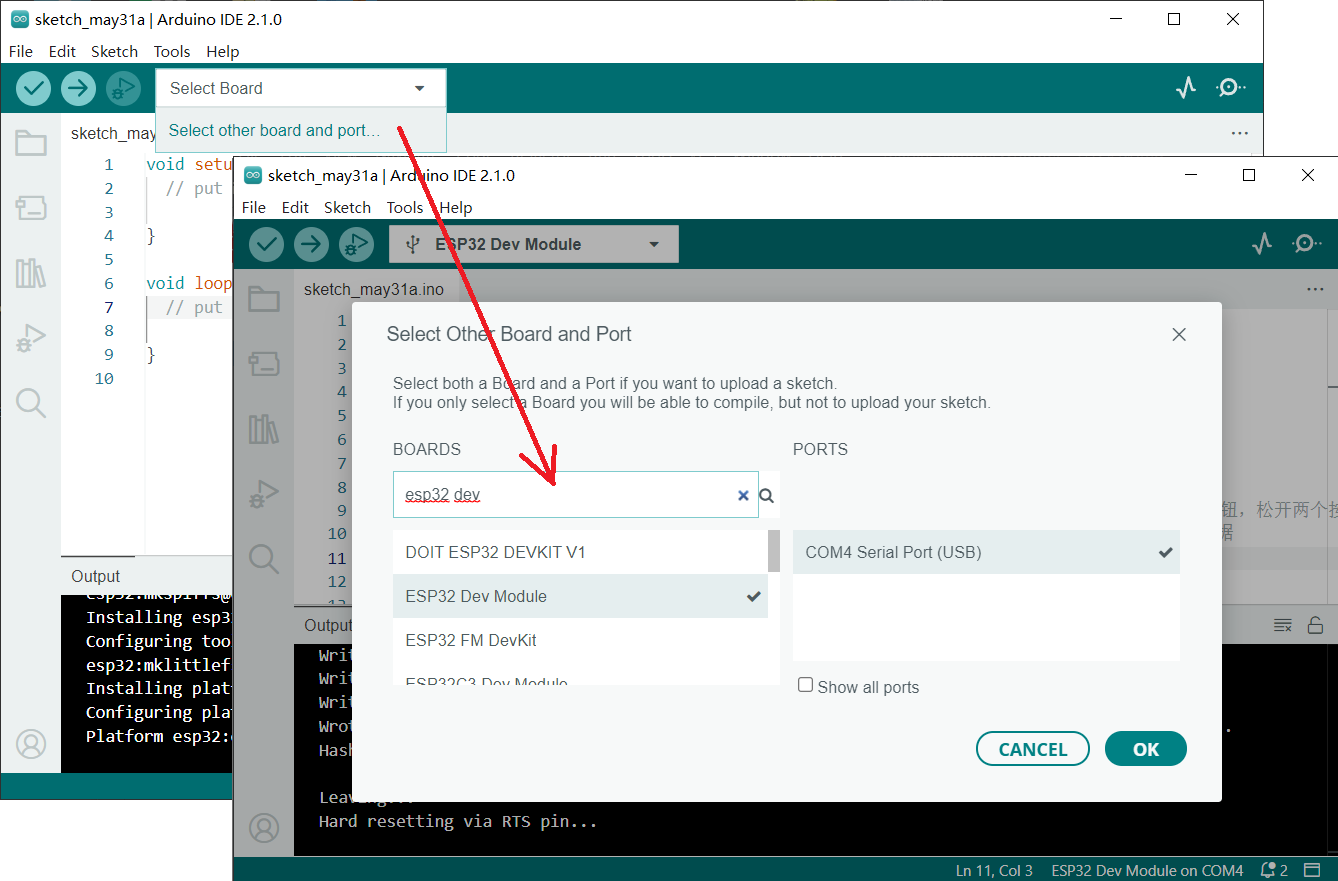 sketch_may31a | Arduino IDE 2.1.0
File Edit Sketch Tools Help
Select Board
Select other board and port...
sketch_may
1 void setu
2 // put
3
4 }
5
6 void loop
7 // put
8
9 }
10
Output
esp32:mkspiffs@
Installing esp3
Configuring too
esp32:mklittlef
Installing plat
Configuring pla
Platform esp32:
sketch_may31a | Arduino IDE 2.1.0
File Edit Sketch Tools Help
ESP32 Dev Module
sketch_may31a.ino
1
2
3
4
5
6
7
8
9
10
11
12
钮，松开两个按
据
Select Other Board and Port
Select both a Board and a Port if you want to upload a sketch.
If you only select a Board you will be able to compile, but not to upload your sketch.
BOARDS
PORTS
esp32 dev
DOIT ESP32 DEVKIT V1
ESP32 Dev Module
ESP32 FM DevKit
ESP32C3 Dev Module
COM4 Serial Port (USB)
Show all ports
CANCEL
OK
Output
Writ
Writ
Writ
Wrot
Hash
Leaving...
Hard resetting via RTS pin...
Ln 11, Col 3 ESP32 Dev Module on COM4 2